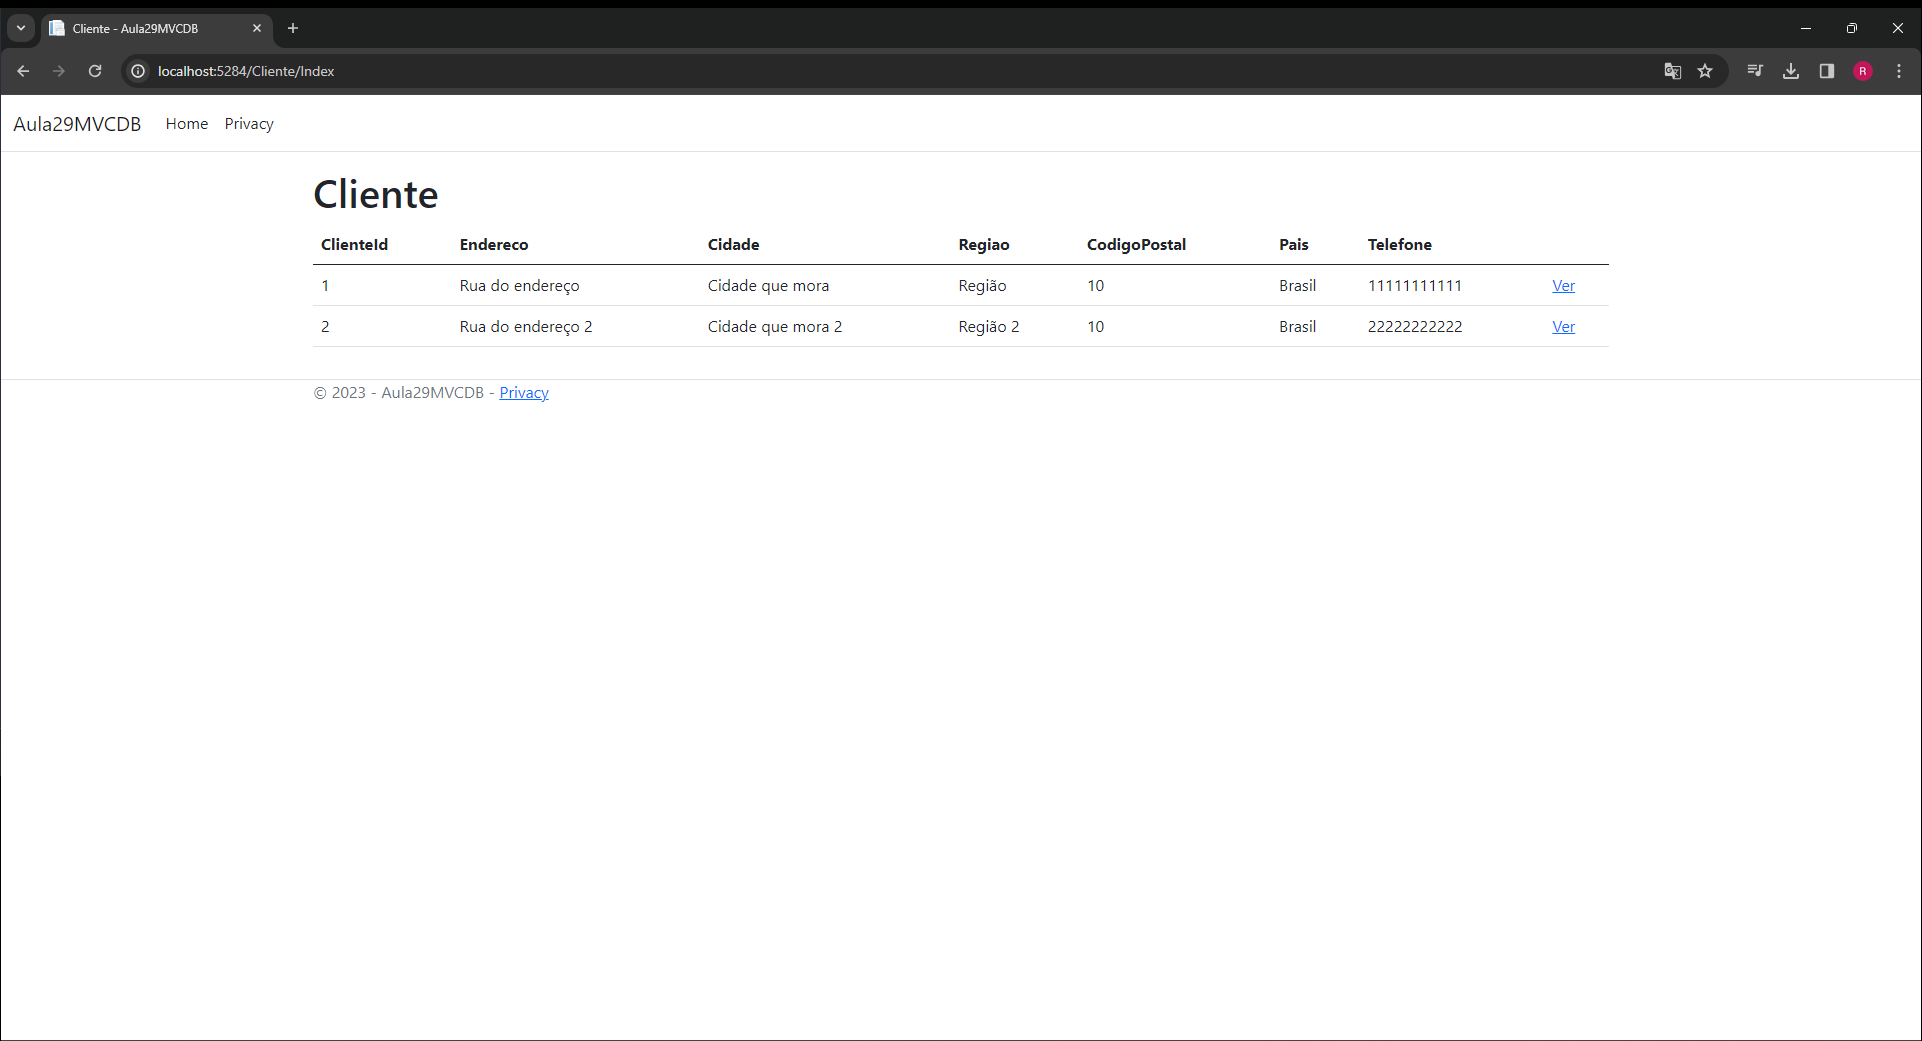 Cliente - Aula29MVCDB
localhost:5284/Cliente/Index
R
Aula29MVCDB Home Privacy
Cliente
ClienteId Endereco Cidade Regiao CodigoPostal Pais Telefone
1 Rua do endereço Cidade que mora Região 10 Brasil 11111111111 Ver
2 Rua do endereço 2 Cidade que mora 2 Região 2 10 Brasil 22222222222 Ver
© 2023 - Aula29MVCDB - Privacy